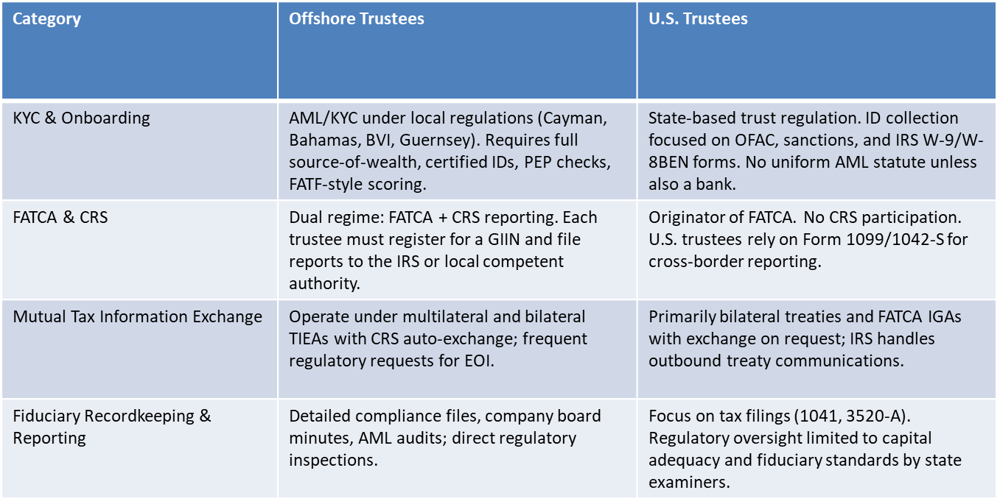 Category
Offshore Trustees
U.S. Trustees
KYC & Onboarding
AML/KYC under local regulations (Cayman,
Bahamas, BVI, Guernsey). Requires full
source-of-wealth, certified IDs, PEP checks,
FATF-style scoring.
State-based trust regulation. ID collection
focused on OFAC, sanctions, and IRS W-9/W-
8BEN forms. No uniform AML statute unless
also a bank.
FATCA & CRS
Dual regime: FATCA + CRS reporting. Each
trustee must register for a GIIN and file
reports to the IRS or local competent
authority.
Originator of FATCA. No CRS participation.
U.S. trustees rely on Form 1099/1042-S for
cross-border reporting.
Mutual Tax Information Exchange
Operate under multilateral and bilateral
TIEAs with CRS auto-exchange; frequent
regulatory requests for EOI.
Primarily bilateral treaties and FATCA IGAs
with exchange on request; IRS handles
outbound treaty communications.
Fiduciary Recordkeeping &
Reporting
Detailed compliance files, company board
minutes, AML audits; direct regulatory
inspections.
Focus on tax filings (1041, 3520-A).
Regulatory oversight limited to capital
adequacy and fiduciary standards by state
examiners.